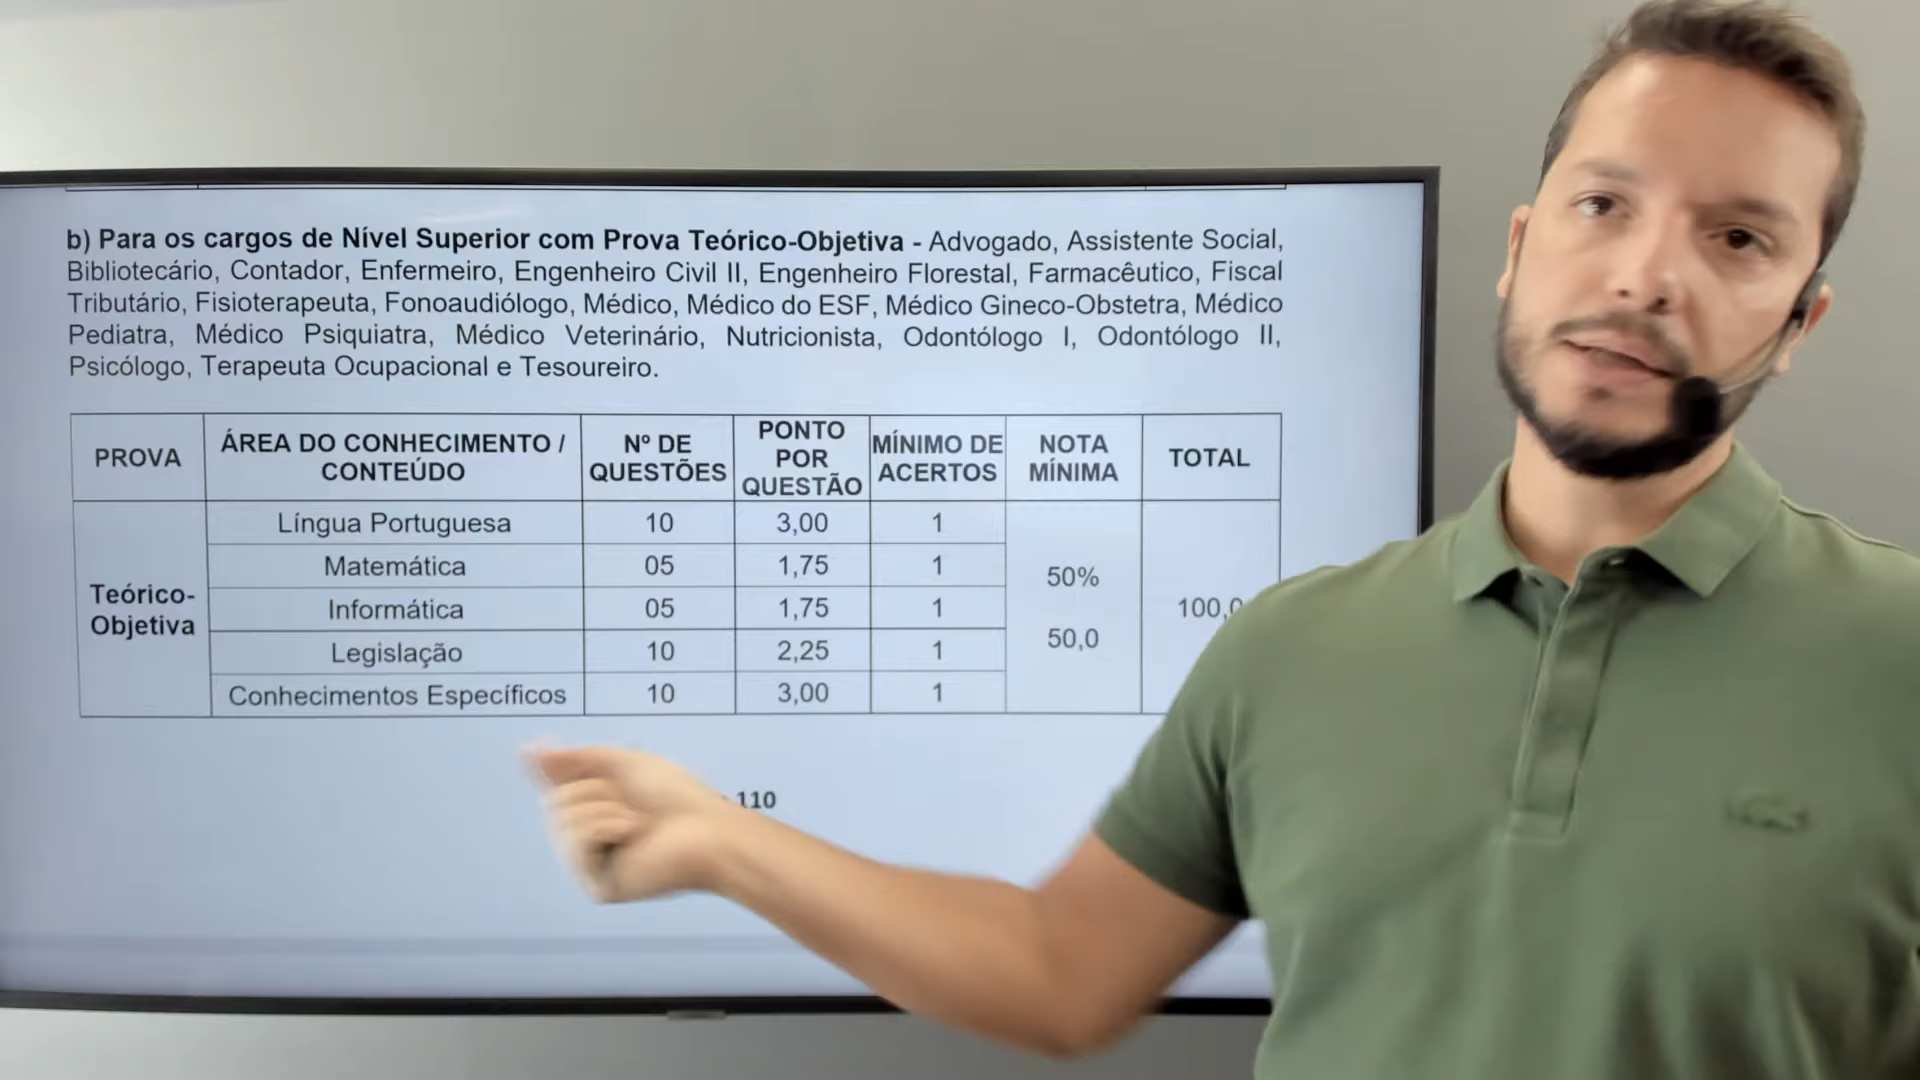 b) Para os cargos de Nível Superior com Prova Teórico-Objetiva - Advogado, Assistente Social,
Bibliotecário, Contador, Enfermeiro, Engenheiro Civil II, Engenheiro Florestal, Farmacêutico, Fiscal
Tributário, Fisioterapeuta, Fonoaudiólogo, Médico, Médico do ESF, Médico Gineco-Obstetra, Médico
Pediatra, Médico Psiquiatra, Médico Veterinário, Nutricionista, Odontólogo I, Odontólogo II,
Psicólogo, Terapeuta Ocupacional e Tesoureiro.
PROVA
ÁREA DO CONHECIMENTO /
CONTEÚDO
Nº DE
QUESTÕES
PONTO
POR
QUESTÃO
MÍNIMO DE
ACERTOS
NOTA
MÍNIMA
TOTAL
Teórico-
Objetiva
Língua Portuguesa 10 3,00 1
Matemática 05 1,75 1
Informática 05 1,75 1
Legislação 10 2,25 1
Conhecimentos Específicos 10 3,00 1
50%
50,0
100,0
110